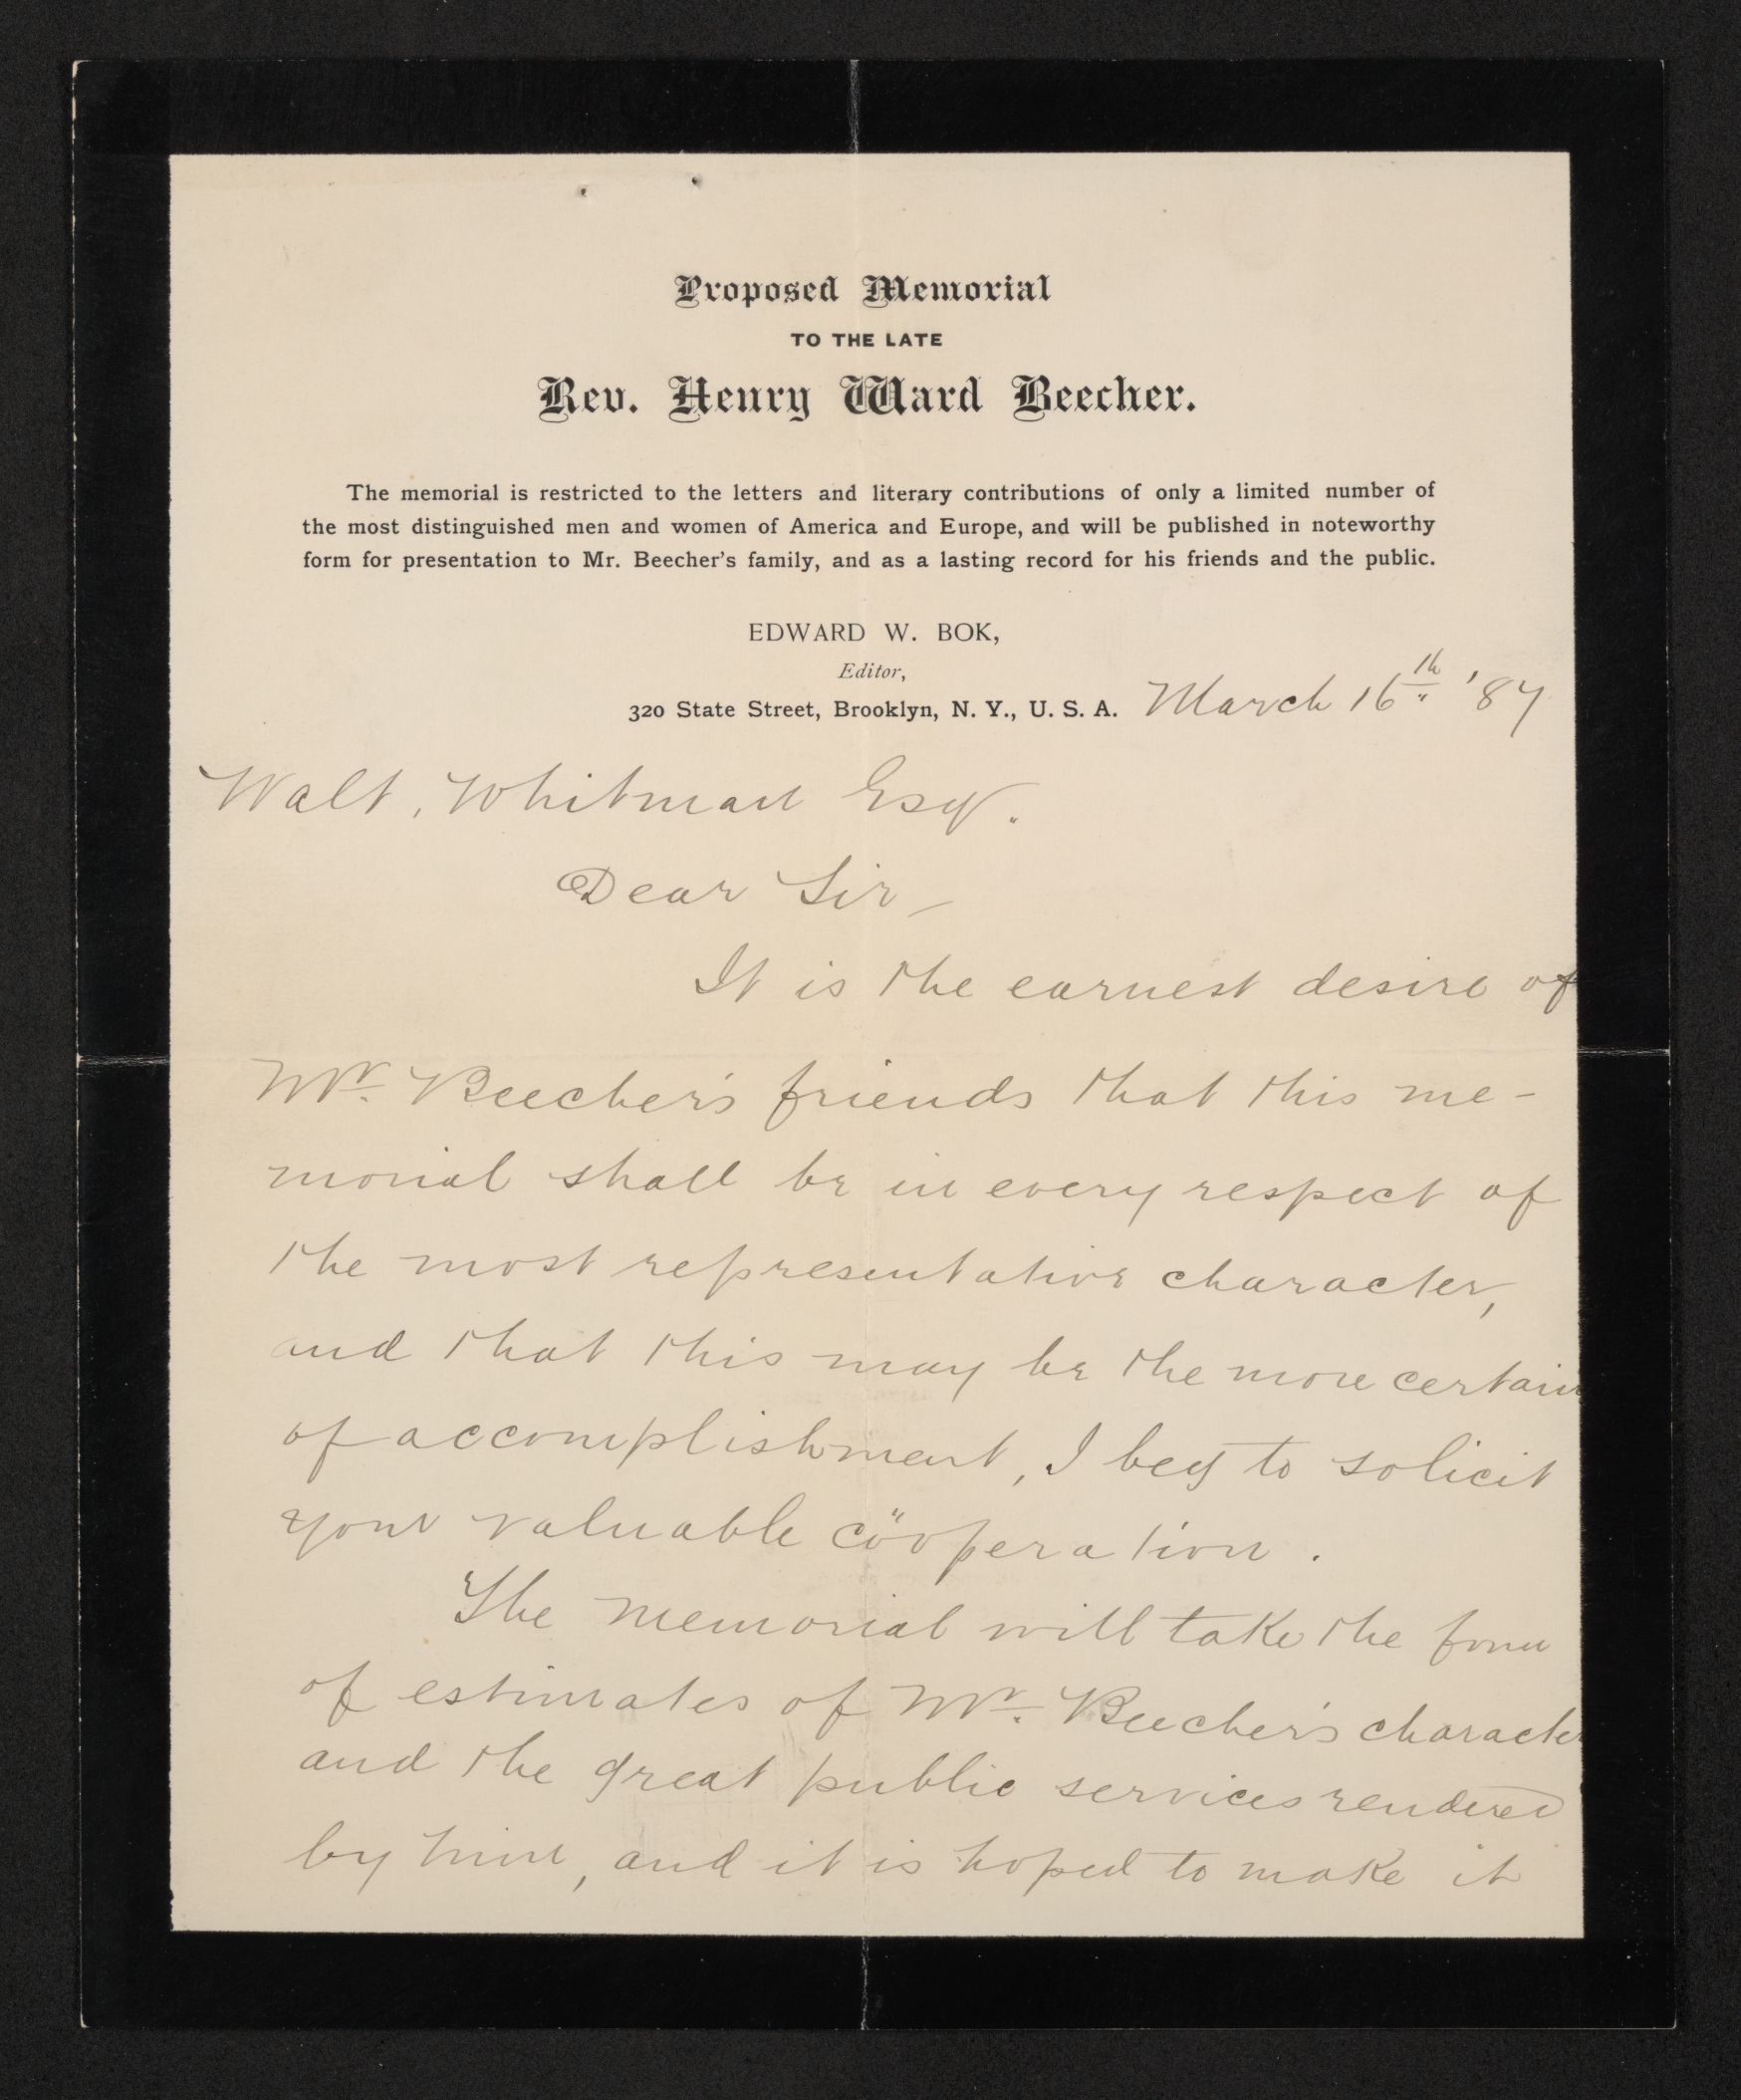 Proposed Memorial
TO THE LATE
Rev. Henry Ward Beecher.
The memorial is restricted to the letters and literary contributions of only a limited number of
the most distinguished men and women of America and Europe, and will be published in noteworthy
form for presentation to Mr. Beecher's family, and as a lasting record for his friends and the public.
EDWARD W. BOK,
Editor,
320 State Street, Brooklyn, N. Y., U. S. A. March 16th '87
Walt. Whitman Esq.
Dear Sir—
It is the earnest desire of
Mr. Beecher's friends that this me-
morial shall be in every respect of
the most representative character,
and that this may be the more certain
of accomplishment, I beg to solicit
your valuable coöperation.
The memorial will take the form
of estimates of Mr. Beecher's character
and the great public services rendered
by him, and it is hoped to make it